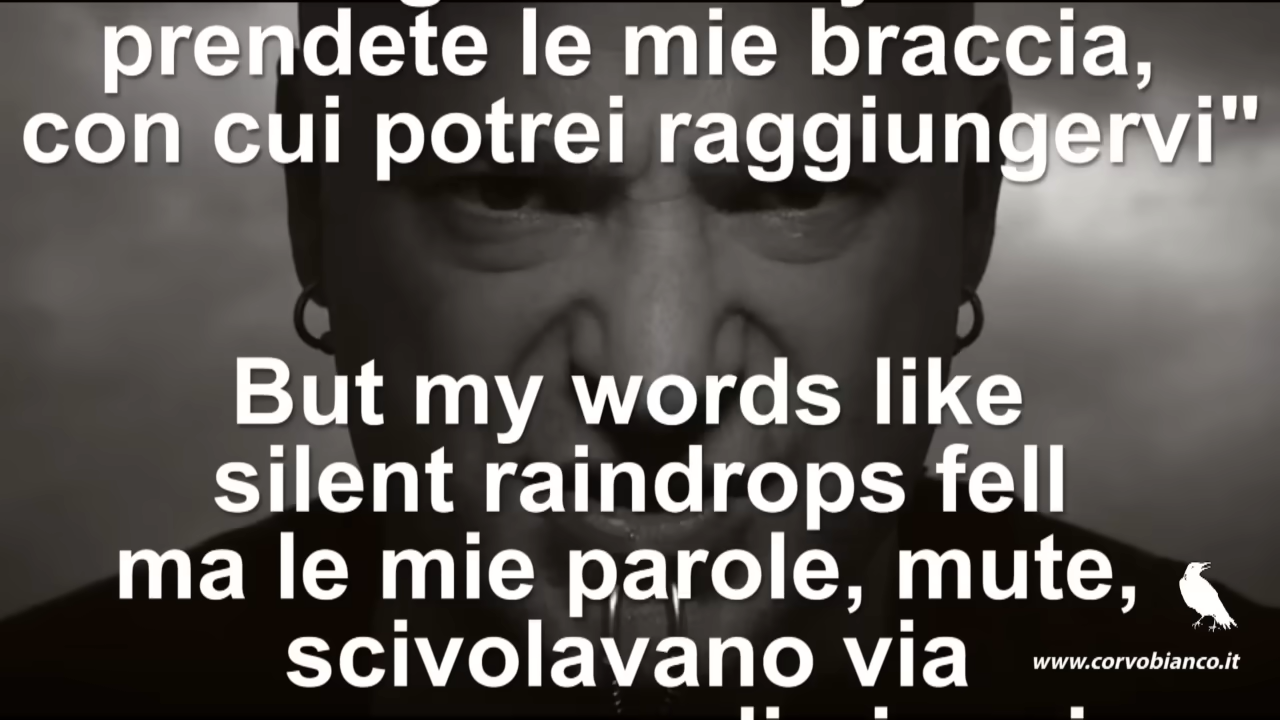 prendete le mie braccia,
con cui potrei raggiungervi"
But my words like
silent raindrops fell
ma le mie parole, mute,
scivolavano via
www.corvobianco.it